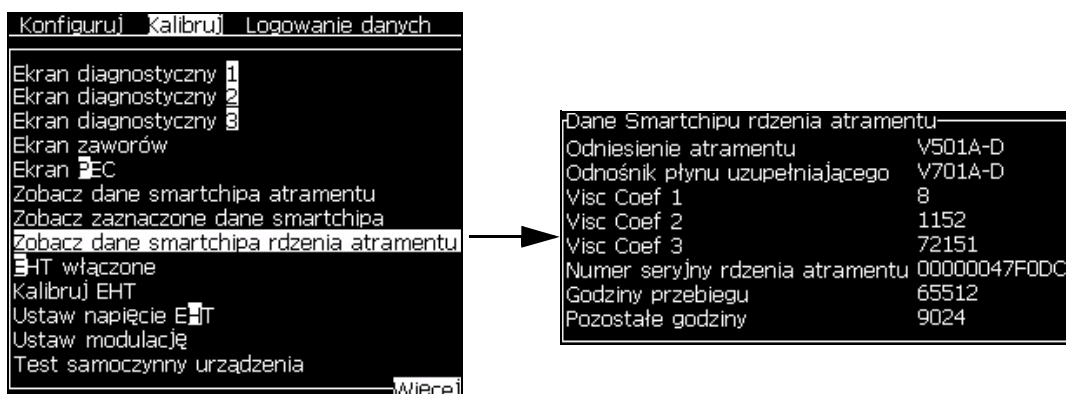 Konfiguruj Kalibruj Logowanie danych
Ekran diagnostyczny 1
Ekran diagnostyczny 2
Ekran diagnostyczny 3
Ekran zaworów
Ekran PEC
Zobacz dane smartchipa atramentu
Zobacz zaznaczone dane smartchipa
Zobacz dane smartchipa rdzenia atramentu
EHT włączone
Kalibruj EHT
Ustaw napięcie EHT
Ustaw modulację
Test samoczynny urządzenia
Więcej
Dane Smartchipu rdzenia atramentu
Odniesienie atramentu V501A-D
Odnośnik płynu uzupełniającego V701A-D
Visc Coef 1 8
Visc Coef 2 1152
Visc Coef 3 72151
Numer seryjny rdzenia atramentu 00000047F0DC
Godziny przebiegu 65512
Pozostałe godziny 9024